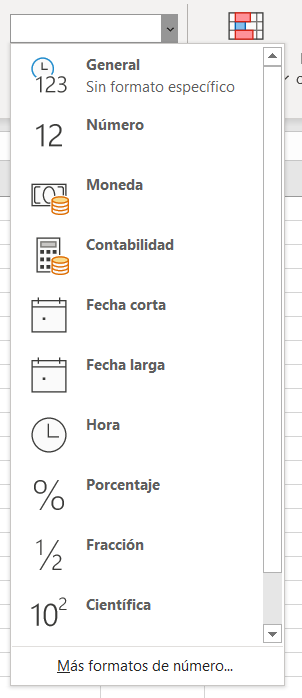 General
123
Sin formato específico
12
Número
Moneda
Contabilidad
Fecha corta
Fecha larga
Hora
%
Porcentaje
½
Fracción
10²
Científica
Más formatos de número...